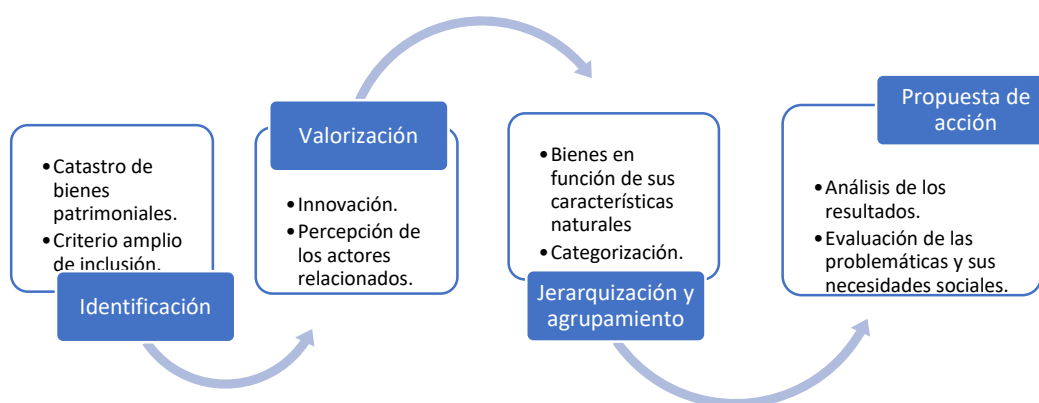 •Catastro de
bienes
patrimoniales.
•Criterio amplio
de inclusión.
Identificación
Valorización
•Innovación.
•Percepción de
los actores
relacionados.
•Bienes en
función de sus
características
naturales
•Categorización.
Jerarquización y
agrupamiento
Propuesta de
acción
•Análisis de los
resultados.
•Evaluación de las
problemáticas y sus
necesidades sociales.